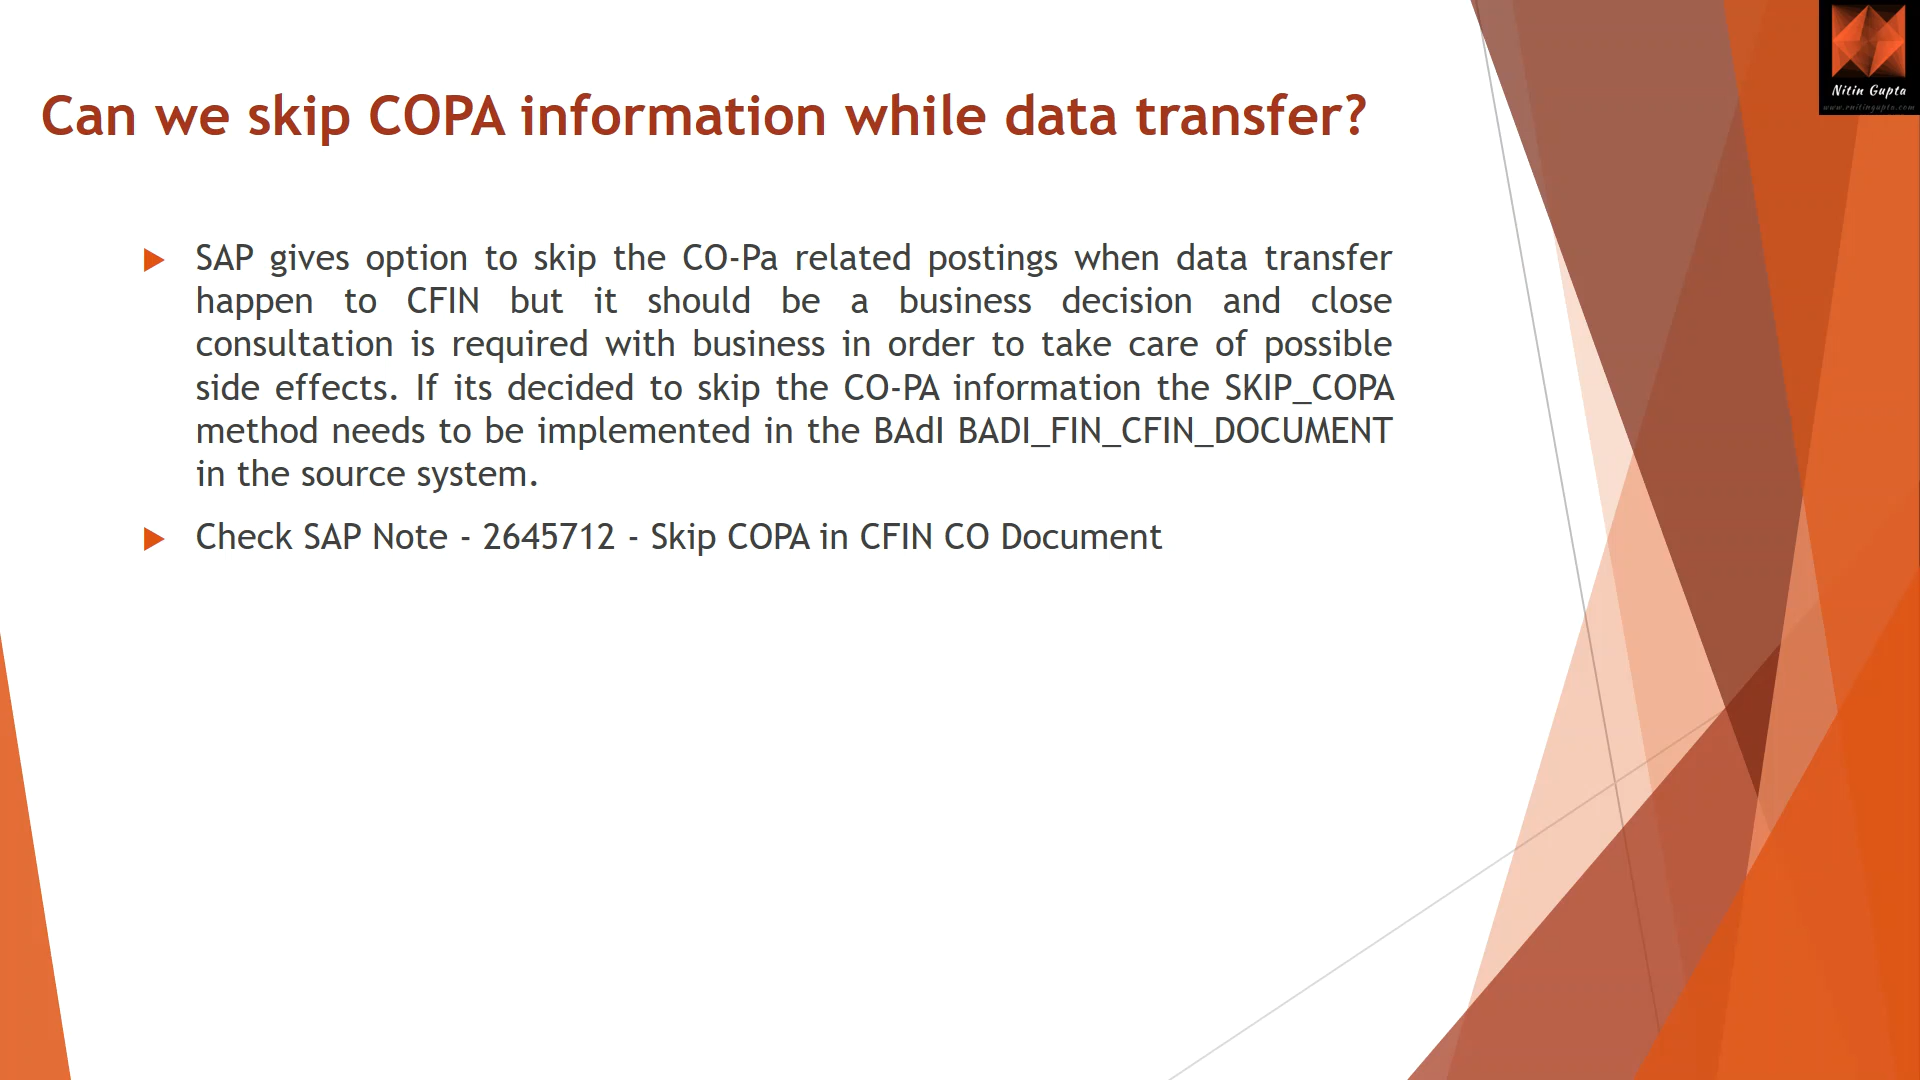 Nitin Gupta
www.rnitingupta.com
Can we skip COPA information while data transfer?
SAP gives option to skip the CO-Pa related postings when data transfer
happen to CFIN but it should be a business decision and close
consultation is required with business in order to take care of possible
side effects. If its decided to skip the CO-PA information the SKIP_COPA
method needs to be implemented in the BAdI BADI_FIN_CFIN_DOCUMENT
in the source system.
Check SAP Note - 2645712 - Skip COPA in CFIN CO Document